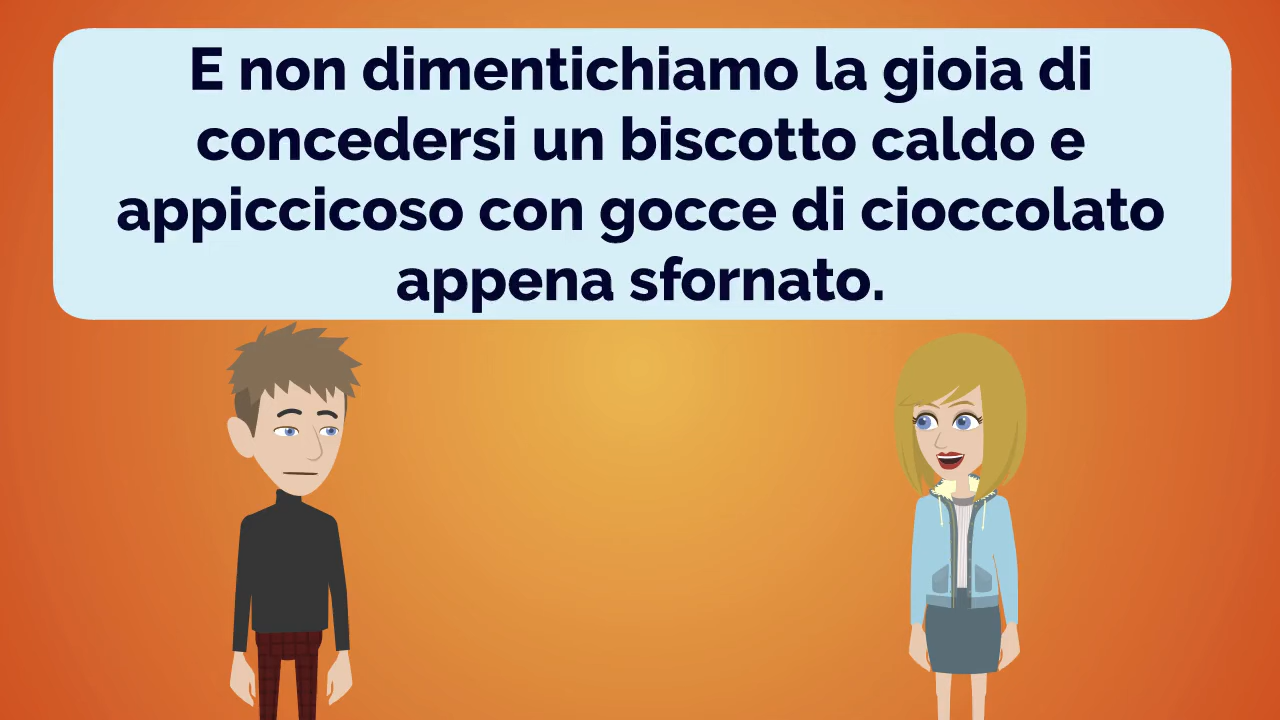 E non dimentichiamo la gioia di
concedersi un biscotto caldo e
appiccicoso con gocce di cioccolato
appena sfornato.